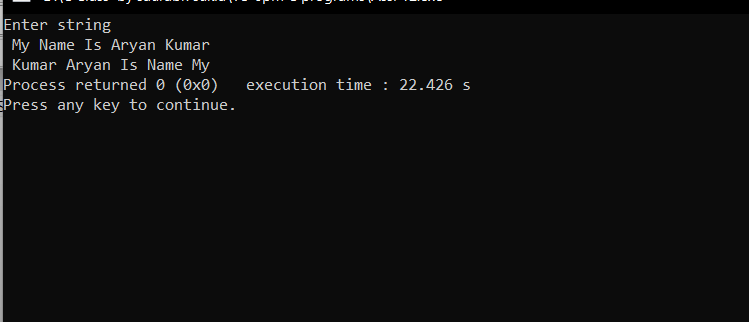 Enter string
My Name Is Aryan Kumar
Kumar Aryan Is Name My
Process returned 0 (0x0)   execution time : 22.426 s
Press any key to continue.